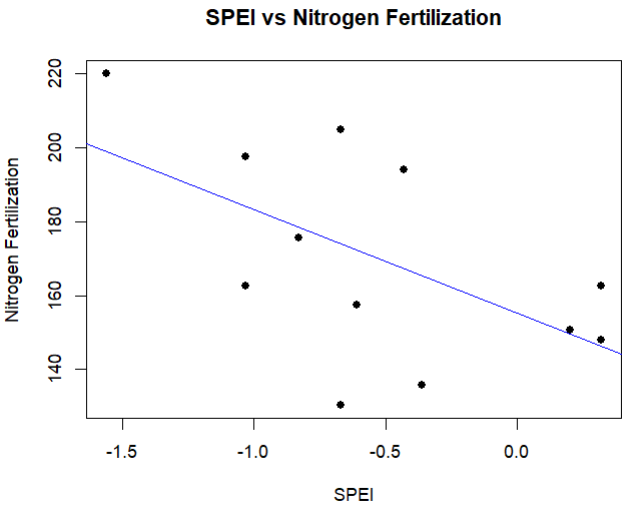 SPEI vs Nitrogen Fertilization
Nitrogen Fertilization
220
200
180
160
140
-1.5 -1.0 -0.5 0.0
SPEI